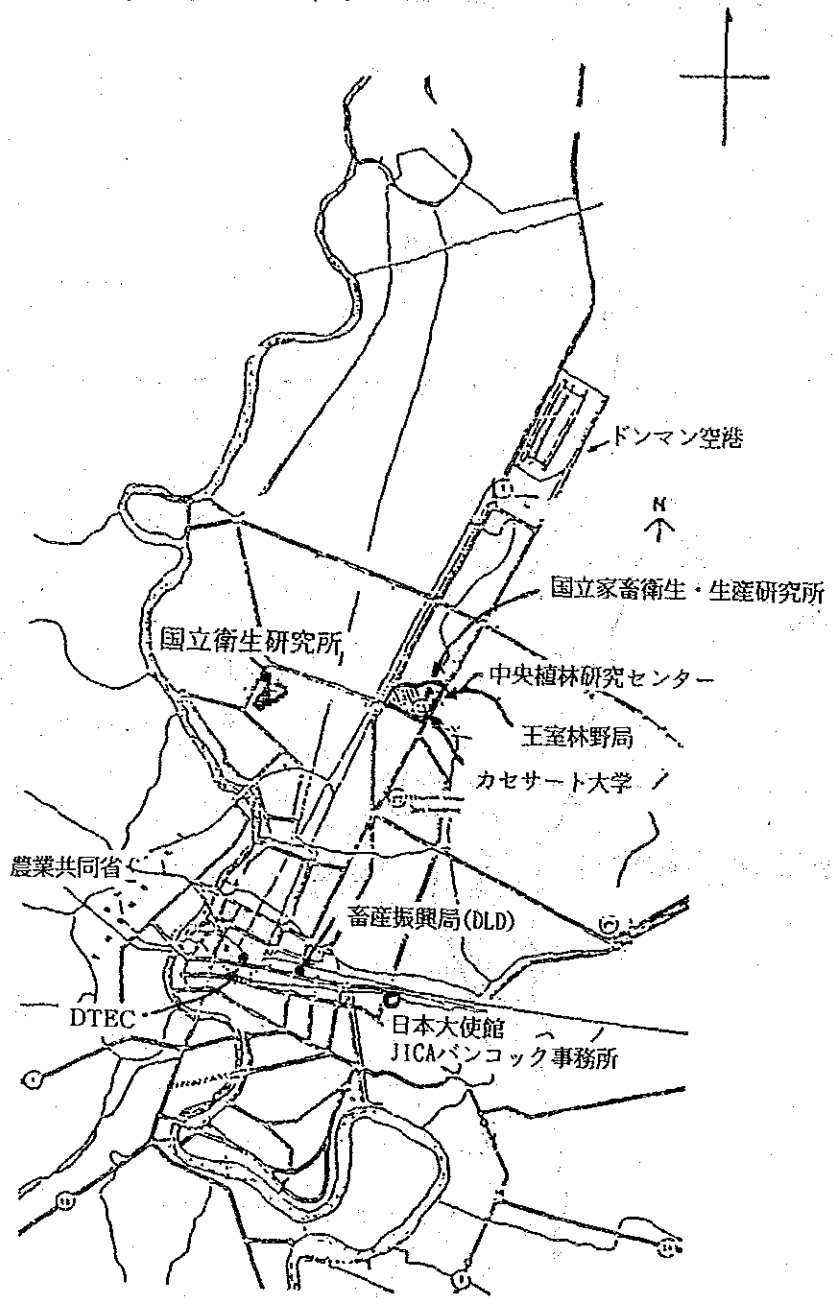 ドンマン空港
N
国立家畜衛生・生産研究所
国立衛生研究所
中央植林研究センター
王室林野局
カセサート大学
農業共同省
畜産振興局(DLD)
DTEC
日本大使館
JICAバンコック事務所